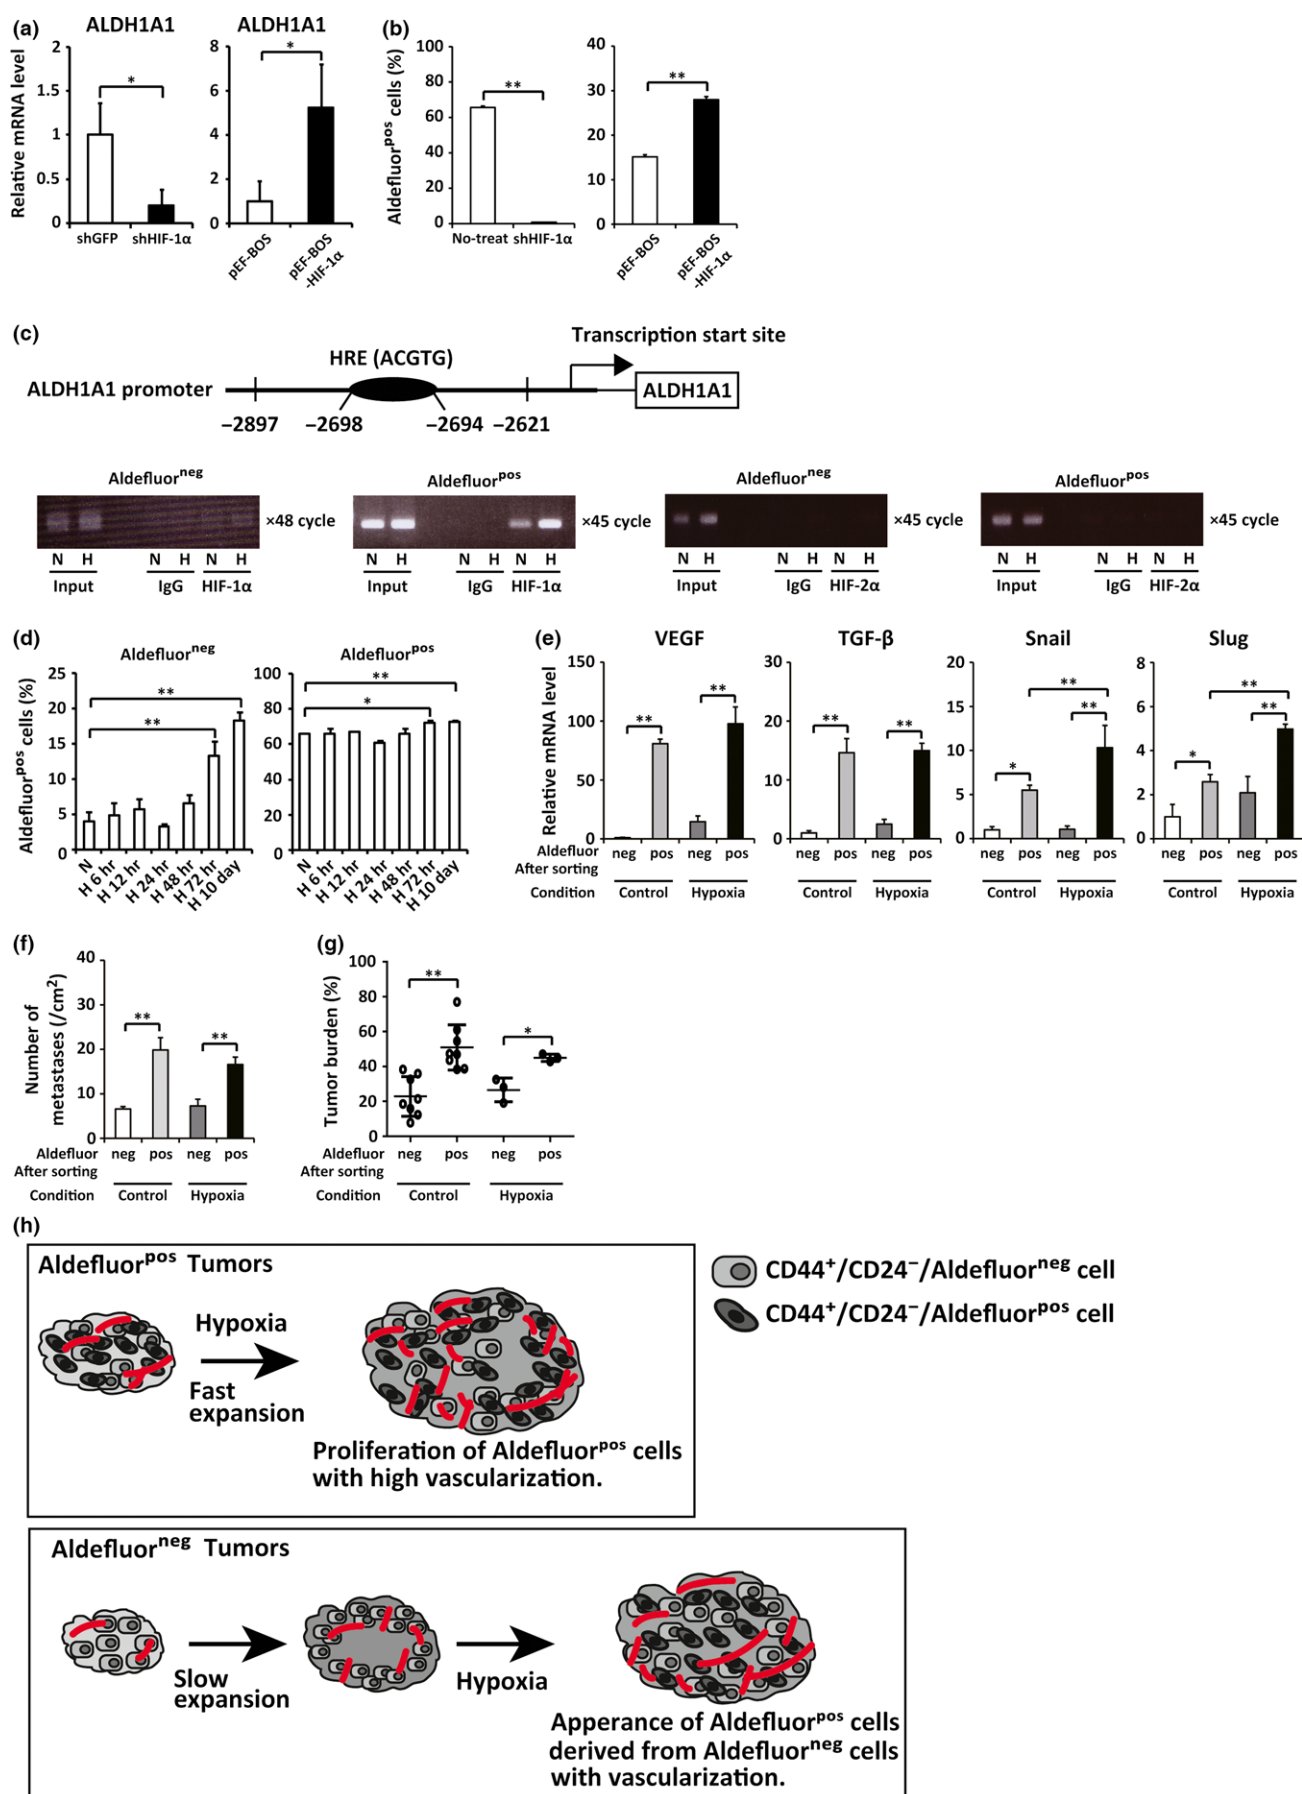 (a)
ALDH1A1
Relative mRNA level
2
1.5
1
0.5
0
*
shGFP
shHIF-1α
ALDH1A1
8
6
4
2
0
*
pEF-BOS
pEF-BOS
-HIF-1α
(b)
Aldefluorpos cells (%)
100
80
60
40
20
0
**
No-treat
shHIF-1α
40
30
20
10
0
**
pEF-BOS
pEF-BOS
-HIF-1α
(c)
Transcription start site
HRE (ACGTG)
ALDH1A1 promoter
ALDH1A1
−2897
−2698
−2694
−2621
Aldefluorneg
×48 cycle
N H N H N H
Input IgG HIF-1α
Aldefluorpos
×45 cycle
N H N H N H
Input IgG HIF-1α
Aldefluorneg
×45 cycle
N H N H N H
Input IgG HIF-2α
Aldefluorpos
×45 cycle
N H N H N H
Input IgG HIF-2α
(d)
Aldefluorneg
Aldefluorpos cells (%)
25
20
15
10
5
0
**
**
N
H 6 hr
H 12 hr
H 24 hr
H 48 hr
H 72 hr
H 10 day
Aldefluorpos
100
80
60
40
20
0
**
*
N
H 6 hr
H 12 hr
H 24 hr
H 48 hr
H 72 hr
H 10 day
(e)
VEGF
Relative mRNA level
150
100
50
0
**
**
TGF-β
30
20
10
0
**
**
Snail
20
15
10
5
0
**
**
*
Slug
8
6
4
2
0
**
**
*
Aldefluor
After sorting
neg pos neg pos
neg pos neg pos
neg pos neg pos
neg pos neg pos
Condition
Control Hypoxia
Control Hypoxia
Control Hypoxia
Control Hypoxia
(f)
Number of
metastases (/cm2)
40
30
20
10
0
**
**
Aldefluor
After sorting
neg pos neg pos
Condition
Control Hypoxia
(g)
Tumor burden (%)
100
80
60
40
20
0
**
*
Aldefluor
After sorting
neg pos neg pos
Condition
Control Hypoxia
(h)
Aldefluorpos Tumors
Hypoxia
Fast
expansion
Proliferation of Aldefluorpos cells
with high vascularization.
CD44+/CD24−/Aldefluorneg cell
CD44+/CD24−/Aldefluorpos cell
Aldefluorneg Tumors
Slow
expansion
Hypoxia
Apperance of Aldefluorpos cells
derived from Aldefluorneg cells
with vascularization.